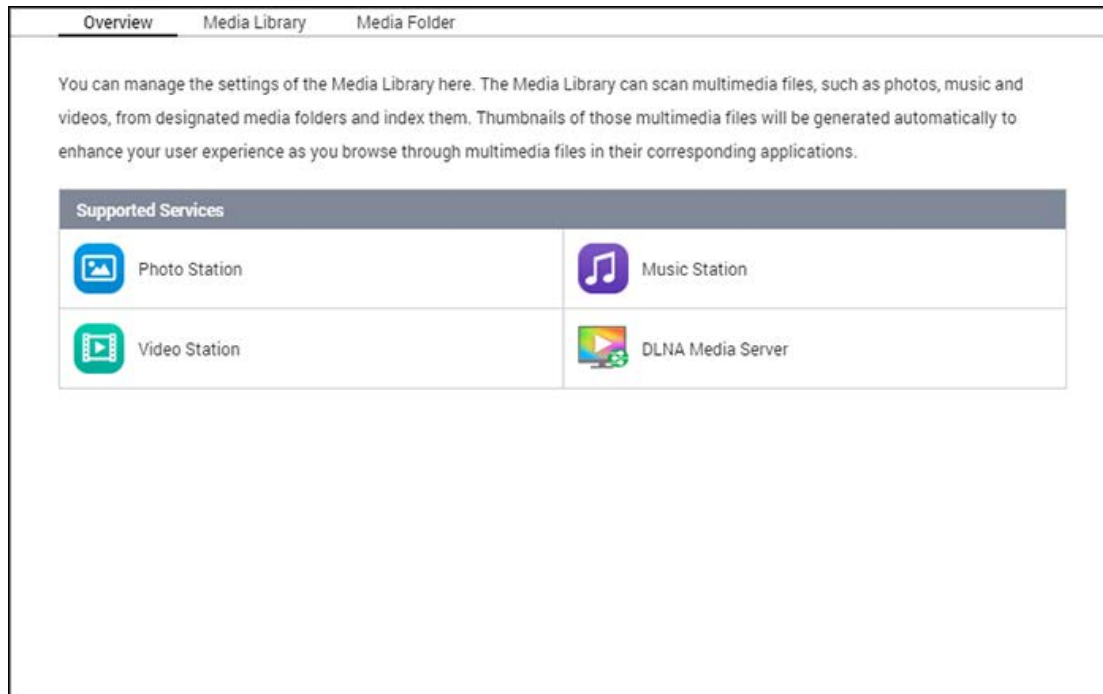 Overview Media Library Media Folder
You can manage the settings of the Media Library here. The Media Library can scan multimedia files, such as photos, music and
videos, from designated media folders and index them. Thumbnails of those multimedia files will be generated automatically to
enhance your user experience as you browse through multimedia files in their corresponding applications.
Supported Services
Photo Station Music Station
Video Station DLNA Media Server